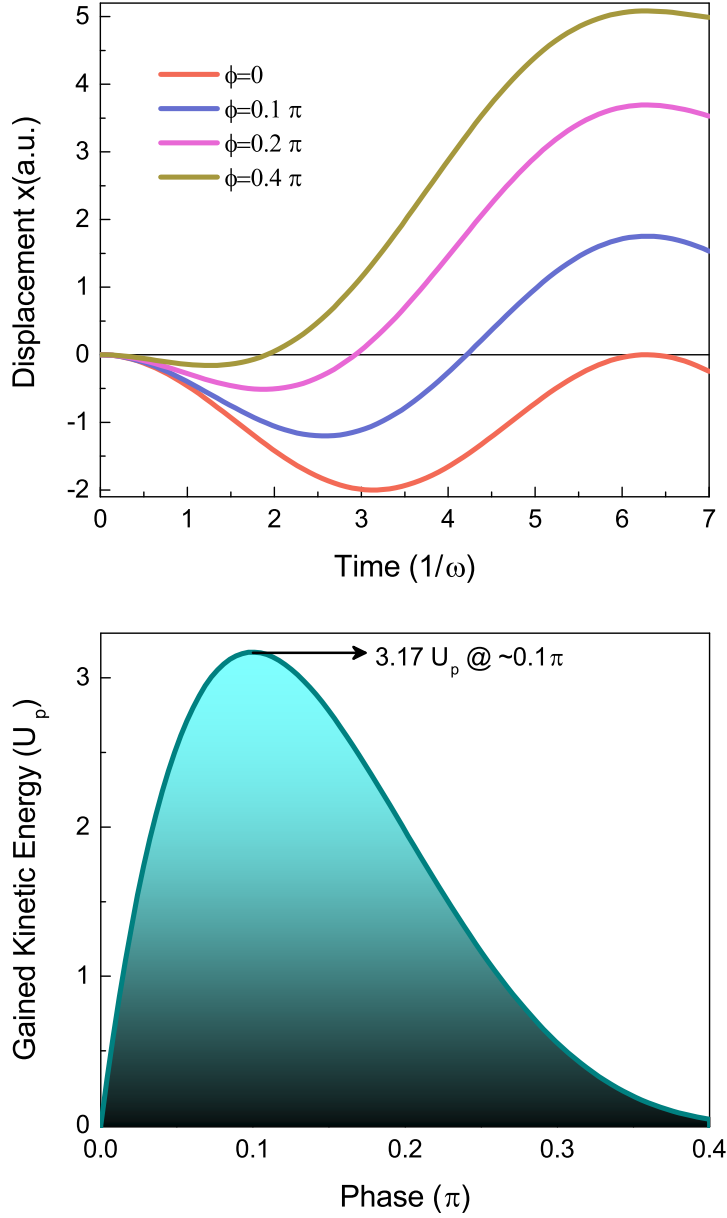 5
4
3
2
1
0
-1
-2
Displacement x(a.u.)
ϕ=0
ϕ=0.1 π
ϕ=0.2 π
ϕ=0.4 π
0 1 2 3 4 5 6 7
Time (1/ω)
3
2
1
0
Gained Kinetic Energy (U_p)
3.17 U_p @ ~0.1π
0.0 0.1 0.2 0.3 0.4
Phase (π)